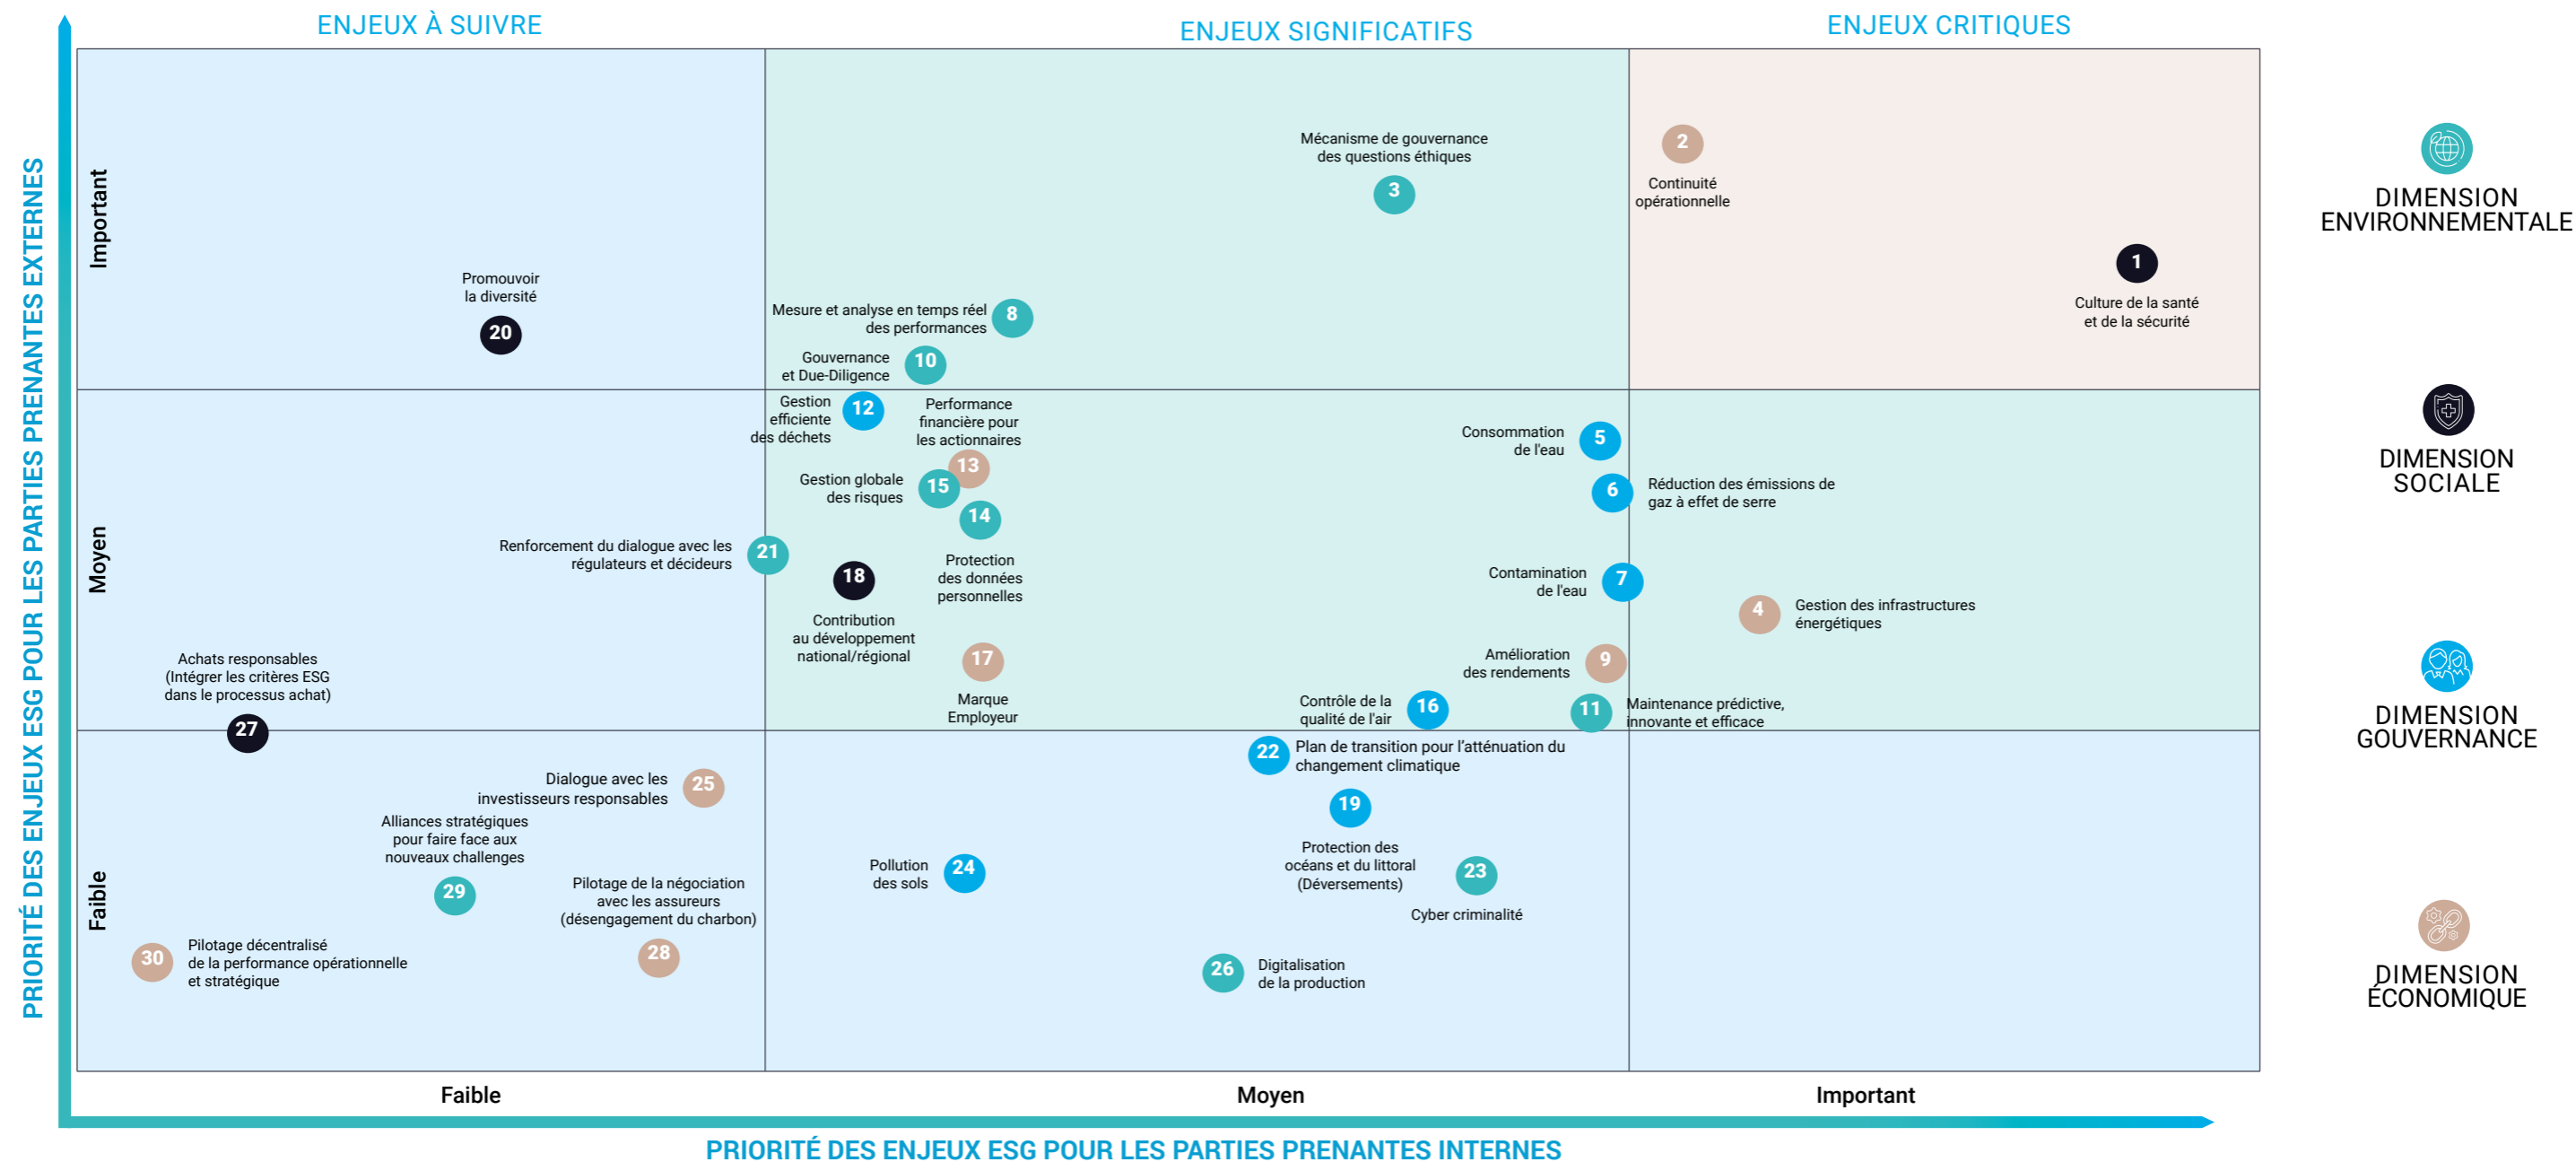 ENJEUX À SUIVRE
ENJEUX SIGNIFICATIFS
ENJEUX CRITIQUES
PRIORITÉ DES ENJEUX ESG POUR LES PARTIES PRENANTES EXTERNES
Important
Moyen
Faible
Mécanisme de gouvernance
des questions éthiques
3
2
Continuité
opérationnelle
1
Culture de la santé
et de la sécurité
Promouvoir
la diversité
20
Mesure et analyse en temps réel
des performances
8
Gouvernance
et Due-Diligence
10
Gestion
efficiente
des déchets
12
Performance
financière pour
les actionnaires
13
Gestion globale
des risques
15
14
Protection
des données
personnelles
Consommation
de l'eau
5
6
Réduction des émissions de
gaz à effet de serre
Renforcement du dialogue avec les
régulateurs et décideurs
21
18
Contribution
au développement
national/régional
Contamination
de l'eau
7
4
Gestion des infrastructures
énergétiques
17
Marque
Employeur
Amélioration
des rendements
9
Contrôle de la
qualité de l'air
16
11
Maintenance prédictive,
innovante et efficace
Achats responsables
(Intégrer les critères ESG
dans le processus achat)
27
22
Plan de transition pour l’atténuation du
changement climatique
Dialogue avec les
investisseurs responsables
25
19
Protection des
océans et du littoral
(Déversements)
Alliances stratégiques
pour faire face aux
nouveaux challenges
29
Pilotage de la négociation
avec les assureurs
(désengagement du charbon)
28
Pollution
des sols
24
23
Cyber criminalité
30
Pilotage décentralisé
de la performance opérationnelle
et stratégique
26
Digitalisation
de la production
Faible
Moyen
Important
PRIORITÉ DES ENJEUX ESG POUR LES PARTIES PRENANTES INTERNES
DIMENSION
ENVIRONNEMENTALE
DIMENSION
SOCIALE
DIMENSION
GOUVERNANCE
DIMENSION
ÉCONOMIQUE